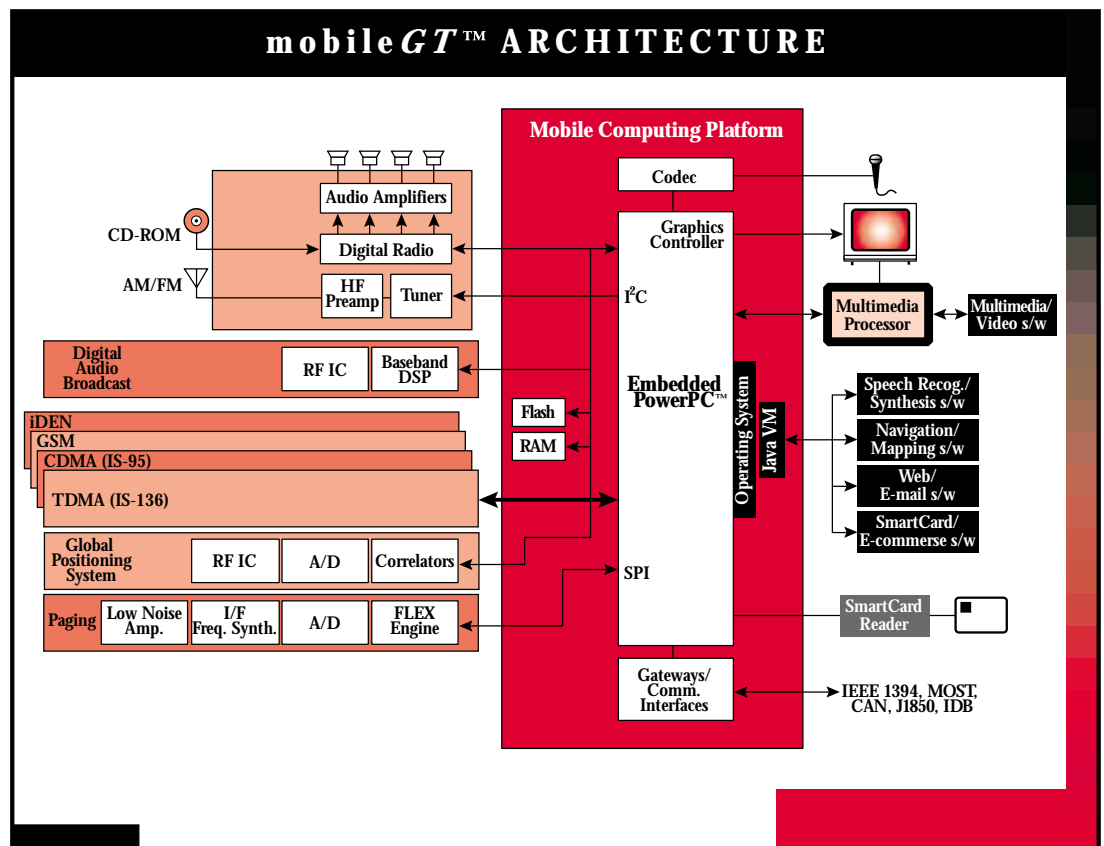 mobileGT™ ARCHITECTURE
Mobile Computing Platform
Codec
Audio Amplifiers
CD-ROM
Digital Radio
AM/FM
HF
Preamp
Tuner
Graphics
Controller
I²C
Multimedia
Processor
Multimedia/
Video s/w
Digital
Audio
Broadcast
RF IC
Baseband
DSP
Embedded
PowerPC™
Operating System
Java VM
Flash
RAM
Speech Recog./
Synthesis s/w
Navigation/
Mapping s/w
Web/
E-mail s/w
SmartCard/
E-commerse s/w
iDEN
GSM
CDMA (IS-95)
TDMA (IS-136)
Global
Positioning
System
RF IC
A/D
Correlators
SPI
Paging
Low Noise
Amp.
I/F
Freq. Synth.
A/D
FLEX
Engine
SmartCard
Reader
Gateways/
Comm.
Interfaces
IEEE 1394, MOST,
CAN, J1850, IDB